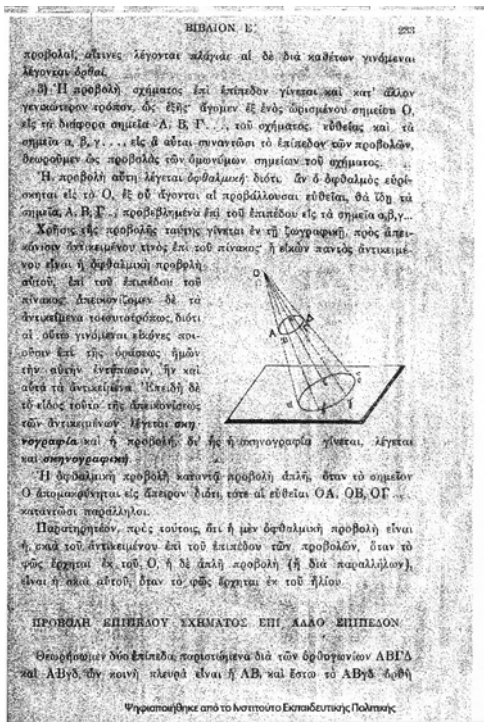 ΒΙΒΛΙΟΝ Ε΄ 233
προβολαί, αἵτινες λέγονται πλάγιαι· αἱ δὲ διὰ καθέτων γινόμεναι
λέγονται ὀρθαί.
3) Ἡ προβολὴ σχήματος ἐπὶ ἐπίπεδον γίνεται καὶ κατ' ἄλλον
γενικώτερον τρόπον, ὡς ἑξῆς· ἄγομεν ἐξ ἑνὸς ὡρισμένου σημείου Ο,
εἰς τὰ διάφορα σημεῖα Α, Β, Γ..., τοῦ σχήματος, εὐθείας καὶ τὰ
σημεῖα α, β, γ..., εἰς ἃ αὗται συναντῶσι τὸ ἐπίπεδον τῶν προβολῶν,
θεωροῦμεν ὡς προβολὰς τῶν ὁμωνύμων σημείων τοῦ σχήματος.
Ἡ προβολὴ αὕτη λέγεται ὀφθαλμική· διότι, ἂν ὁ ὀφθαλμὸς εὑρί-
σκηται εἰς τὸ Ο, ἐξ οὗ ἄγονται αἱ προβάλλουσαι εὐθεῖαι, θὰ ἴδῃ τὰ
σημεῖα, Α, Β, Γ.., προβεβλημένα ἐπὶ τοῦ ἐπιπέδου εἰς τὰ σημεῖα α,β,γ...
Χρῆσις τῆς προβολῆς ταύτης γίνεται ἐν τῇ ζωγραφικῇ, πρὸς ἀπει-
κόνισιν ἀντικειμένου τινὸς ἐπὶ τοῦ πίνακος· ἡ εἰκὼν παντὸς ἀντικειμέ-
νου εἶναι ἡ ὀφθαλμικὴ προβολὴ
αὐτοῦ, ἐπὶ τοῦ ἐπιπέδου τοῦ
πίνακος· ἀπεικονίζομεν δὲ τὰ
ἀντικείμενα τοιουτοτρόπως, διότι
αἱ οὕτω γινόμεναι εἰκόνες ποι-
οῦσιν ἐπὶ τῆς ὁράσεως ἡμῶν
τὴν αὐτὴν ἐντύπωσιν, ἣν καὶ
αὐτὰ τὰ ἀντικείμενα. Ἐπειδὴ δὲ
τὸ εἶδος τοῦτο τῆς ἀπεικονίσεως
τῶν ἀντικειμένων λέγεται σκη-
νογραφία καὶ ἡ προβολή, δι' ἧς ἡ σκηνογραφία γίνεται, λέγεται
καὶ σκηνογραφική.
Ο
Α
Δ
Β
Ἡ ὀφθαλμικὴ προβολὴ καταντᾷ προβολὴ ἁπλῆ, ὅταν τὸ σημεῖον
Ο ἀπομακρύνηται εἰς ἄπειρον· διότι, τότε αἱ εὐθεῖαι ΟΑ, ΟΒ, ΟΓ...
καταντῶσι παράλληλοι.
Παρατηρητέον, πρὸς τούτοις, ὅτι ἡ μὲν ὀφθαλμικὴ προβολὴ εἶναι
ἡ σκιὰ τοῦ ἀντικειμένου ἐπὶ τοῦ ἐπιπέδου τῶν προβολῶν, ὅταν τὸ
φῶς ἔρχηται ἐκ τοῦ Ο, ἡ δὲ ἁπλῆ προβολὴ (ἡ διὰ παραλλήλων),
εἶναι ἡ σκιὰ αὐτοῦ, ὅταν τὸ φῶς ἔρχηται ἐκ τοῦ ἡλίου.
ΠΡΟΒΟΛΗ ΕΠΙΠΕΔΟΥ ΣΧΗΜΑΤΟΣ ΕΠΙ ΑΛΛΟ ΕΠΙΠΕΔΟΝ
Θεωρήσωμεν δύο ἐπίπεδα, παριστώμενα διὰ τῶν ὀρθογωνίων ΑΒΓΔ
καὶ ΑΒγδ, ὧν κοινὴ πλευρὰ εἶναι ἡ ΑΒ, καὶ ἔστω τὸ ΑΒγδ ὀρθὴ
Ψηφιοποιήθηκε από το Ινστιτούτο Εκπαιδευτικής Πολιτικής